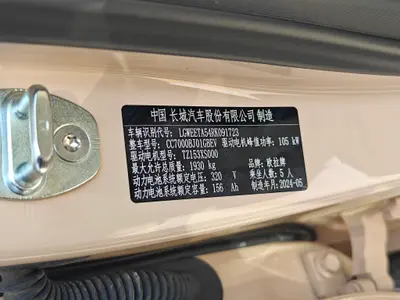 中国 长城汽车股份有限公司 制造
车辆识别代号: LGWEETA54RK091723
整车型号: CC7000BJ01GBEV 驱动电机峰值功率: 105 kW
驱动电机型号: TZ153XS000
最大允许总质量: 1930 kg 品牌: 欧拉牌
动力电池系统额定电压: 320 V 乘坐人数: 5 人
动力电池系统额定容量: 156 Ah 制造年月: 2024-05